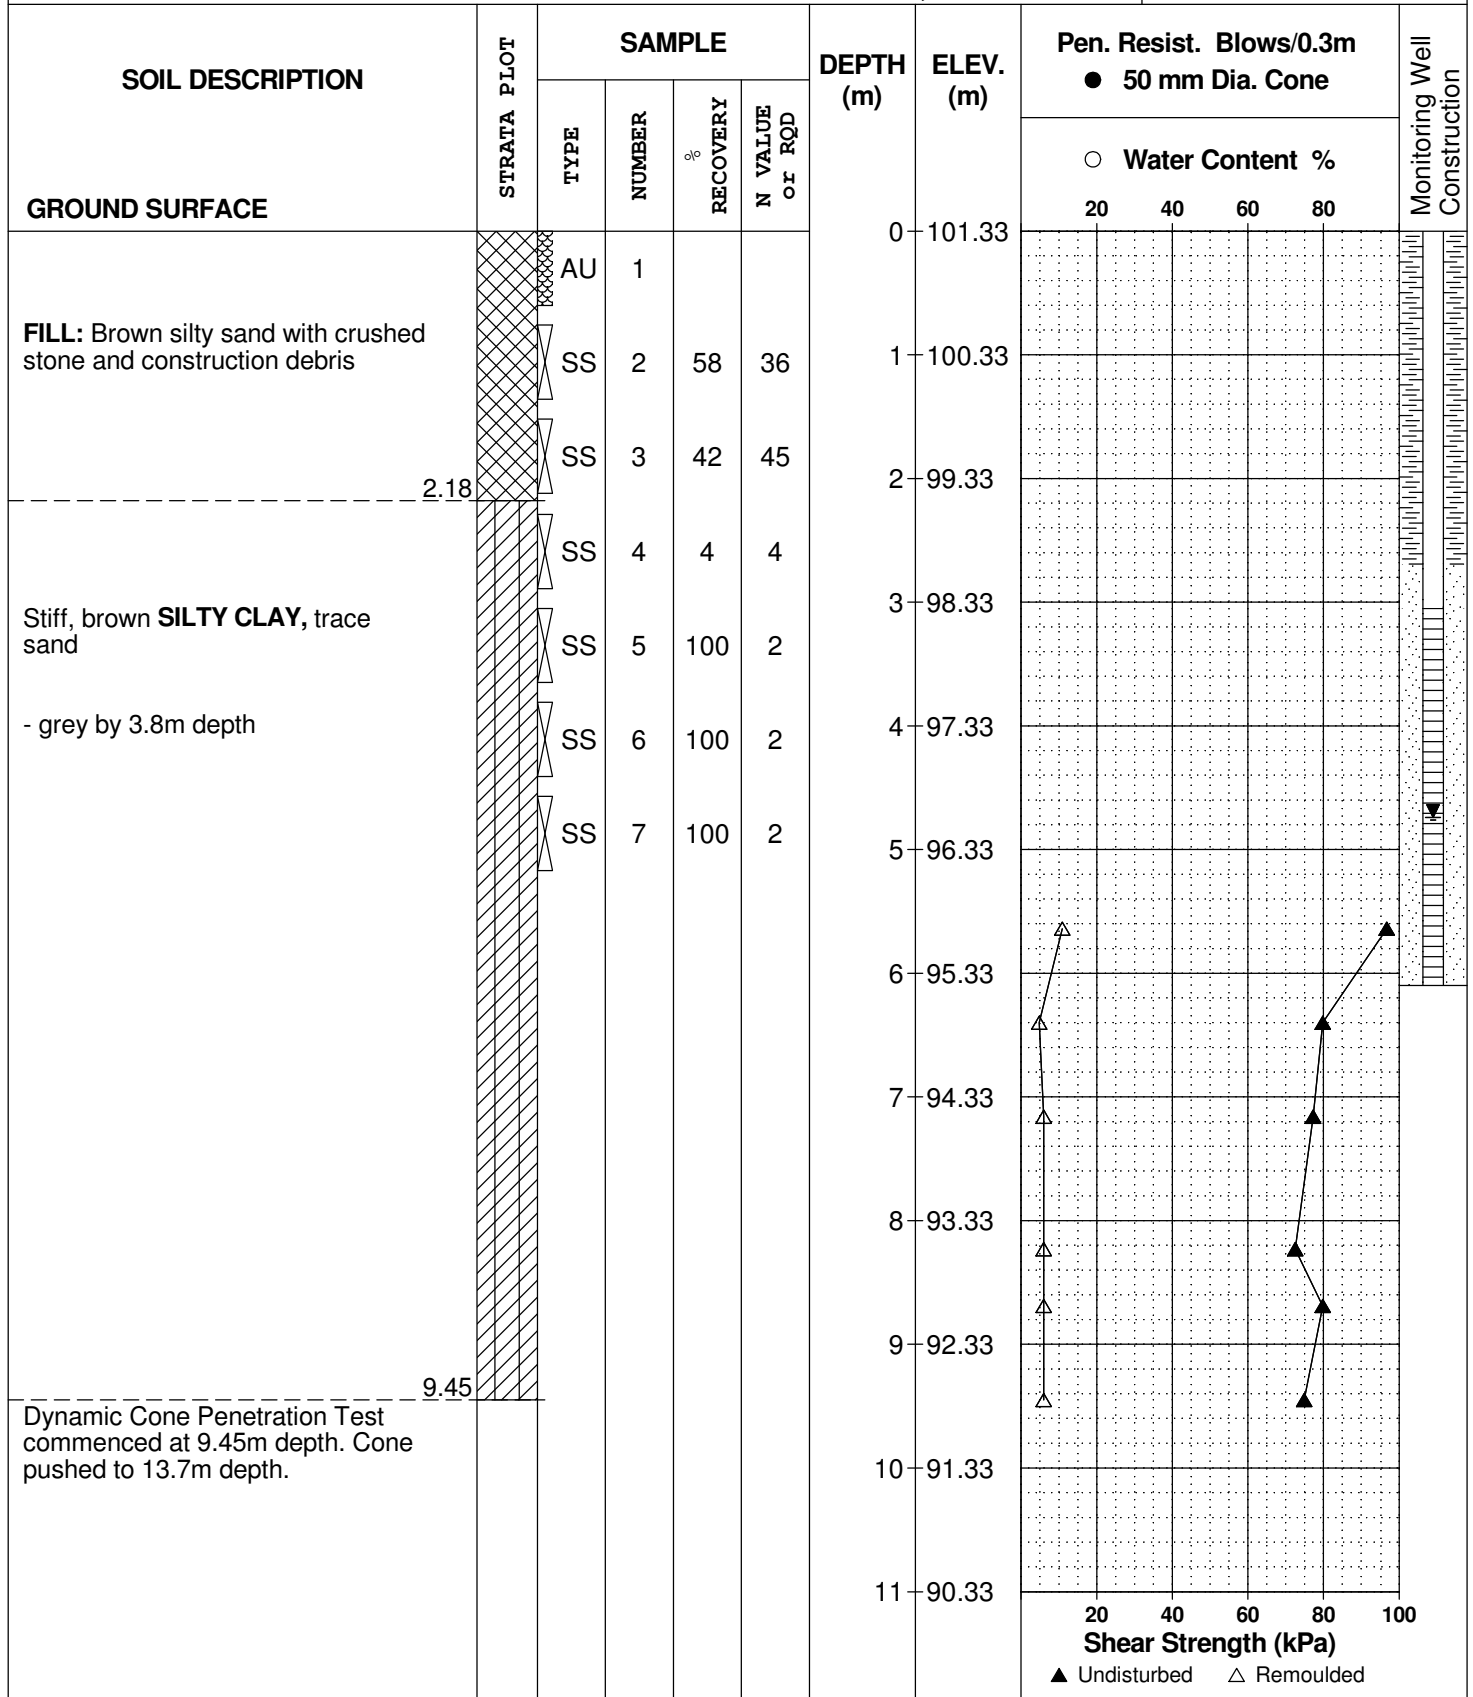 SOIL DESCRIPTION
GROUND SURFACE
STRATA PLOT
SAMPLE
TYPE
NUMBER
%
RECOVERY
N VALUE
or RQD
DEPTH
(m)
ELEV.
(m)
Pen. Resist. Blows/0.3m
● 50 mm Dia. Cone
○ Water Content %
20 40 60 80
Monitoring Well
Construction
0 101.33
AU 1
FILL: Brown silty sand with crushed
stone and construction debris
SS 2 58 36
1 100.33
SS 3 42 45
2 99.33
2.18
SS 4 4 4
3 98.33
Stiff, brown SILTY CLAY, trace
sand
SS 5 100 2
- grey by 3.8m depth
4 97.33
SS 6 100 2
SS 7 100 2
5 96.33
6 95.33
7 94.33
8 93.33
9 92.33
9.45
Dynamic Cone Penetration Test
commenced at 9.45m depth. Cone
pushed to 13.7m depth.
10 91.33
11 90.33
20 40 60 80 100
Shear Strength (kPa)
▲ Undisturbed △ Remoulded